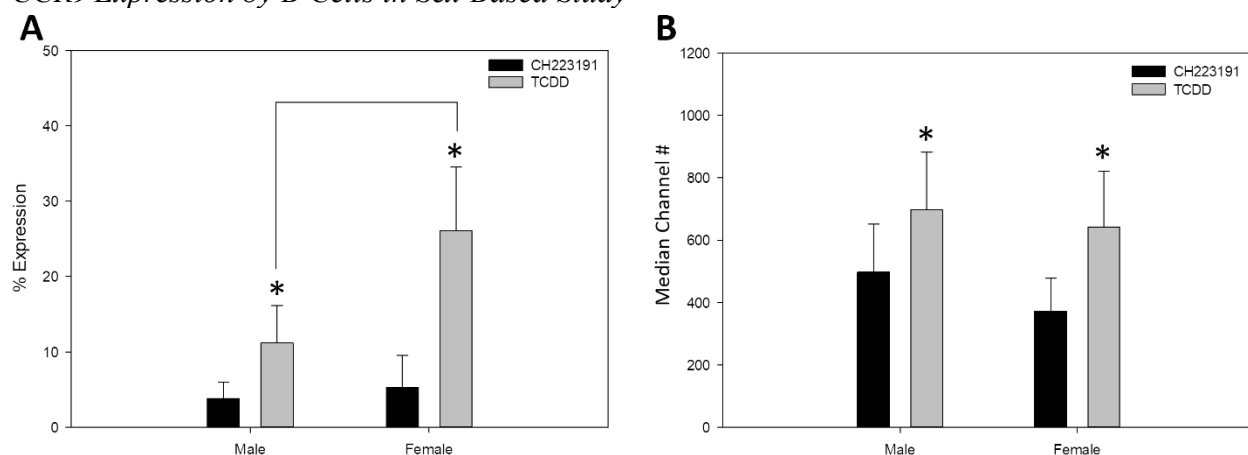 CCR9 Expression by B Cells in Sex-Based Study
A
B
50
40
30
20
10
0
% Expression
CH223191
TCDD
*
*
Male
Female
1200
1000
800
600
400
200
0
Median Channel #
CH223191
TCDD
*
*
Male
Female